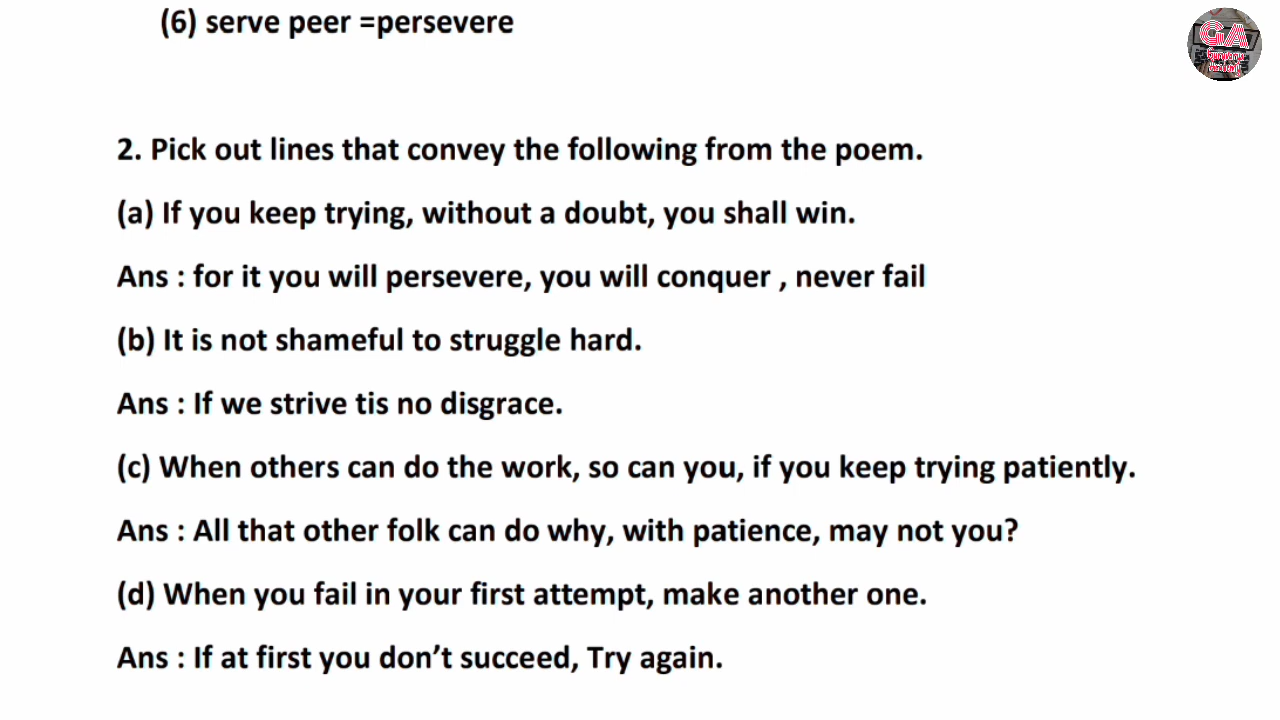 (6) serve peer =persevere
GA
2. Pick out lines that convey the following from the poem.
(a) If you keep trying, without a doubt, you shall win.
Ans : for it you will persevere, you will conquer , never fail
(b) It is not shameful to struggle hard.
Ans : If we strive tis no disgrace.
(c) When others can do the work, so can you, if you keep trying patiently.
Ans : All that other folk can do why, with patience, may not you?
(d) When you fail in your first attempt, make another one.
Ans : If at first you don’t succeed, Try again.